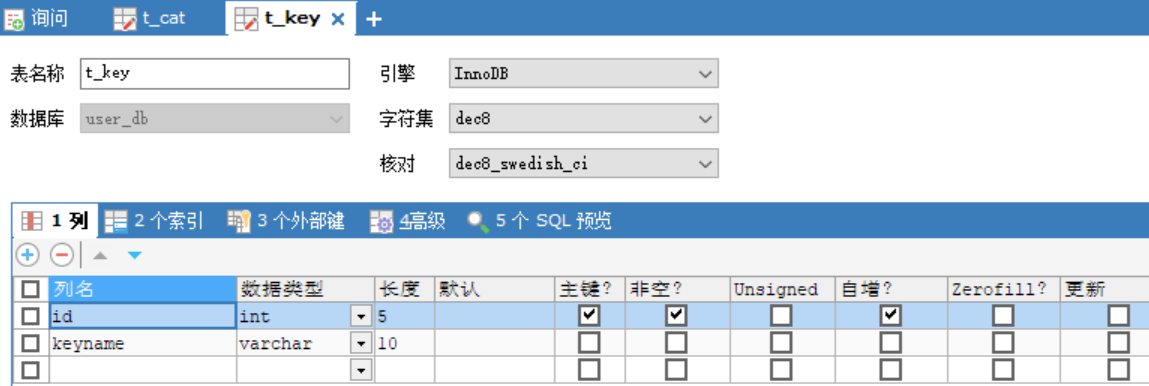 询问 t_cat t_key
表名称 t_key 引擎 InnoDB
数据库 user_db 字符集 dec8
核对 dec8_swedish_ci
1 列 2 个索引 3 个外部键 4高级 5 个 SQL 预览
列名 数据类型 长度 默认 主键? 非空? Unsigned 自增? Zerofill? 更新
id int 5
keyname varchar 10